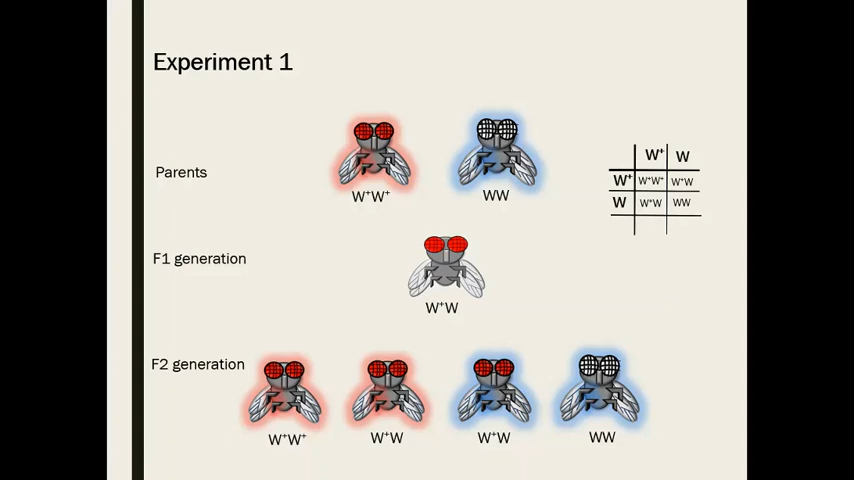 Experiment 1
Parents
W⁺W⁺
WW
W⁺ W
W⁺ W⁺W⁺ W⁺W
W W⁺W WW
F1 generation
W⁺W
F2 generation
W⁺W⁺
W⁺W
W⁺W
WW